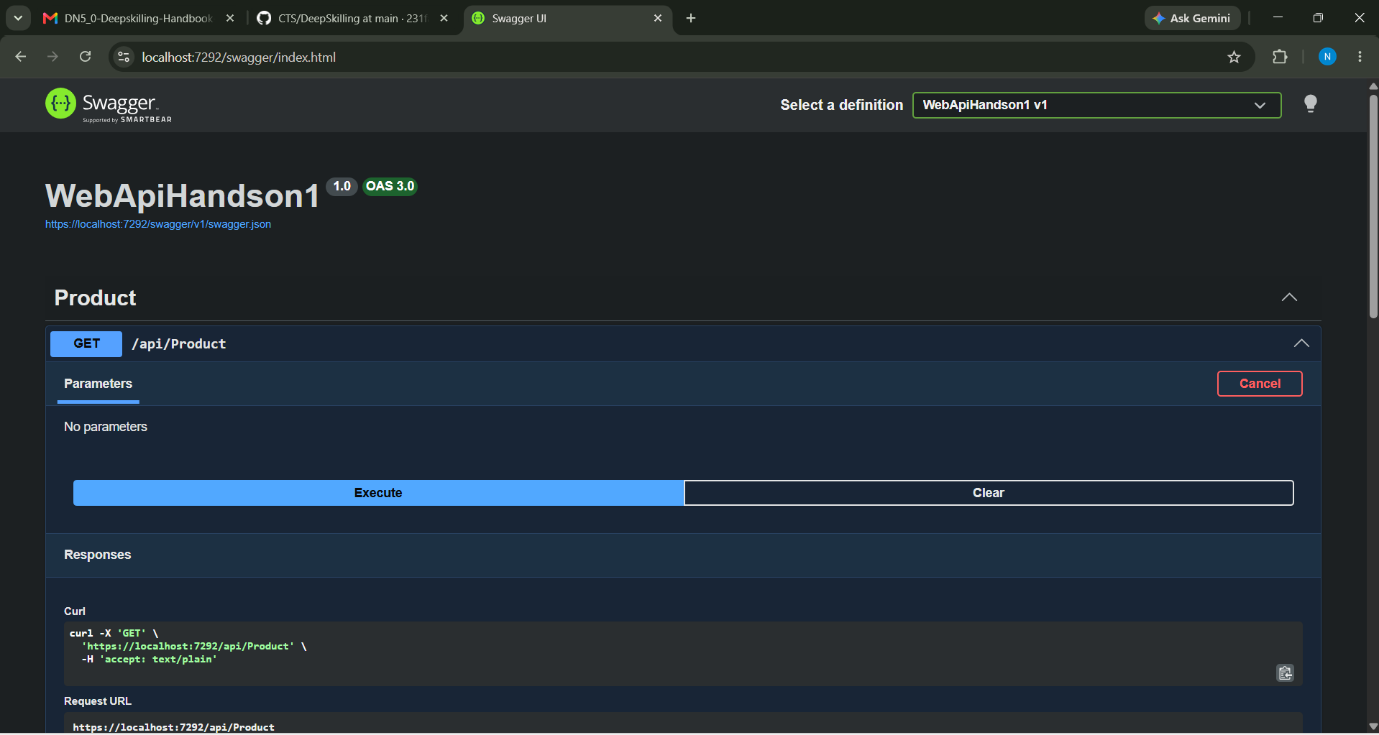 DN5_0-Deepskilling-Handbook
CTS/DeepSkilling at main · 231f
Swagger UI
Ask Gemini
localhost:7292/swagger/index.html
N
Swagger
Supported by SMARTBEAR
Select a definition
WebApiHandson1 v1
WebApiHandson1 1.0 OAS 3.0
https://localhost:7292/swagger/v1/swagger.json
Product
GET /api/Product
Parameters
Cancel
No parameters
Execute
Clear
Responses
Curl
curl -X 'GET' \
'https://localhost:7292/api/Product' \
-H 'accept: text/plain'
Request URL
https://localhost:7292/api/Product